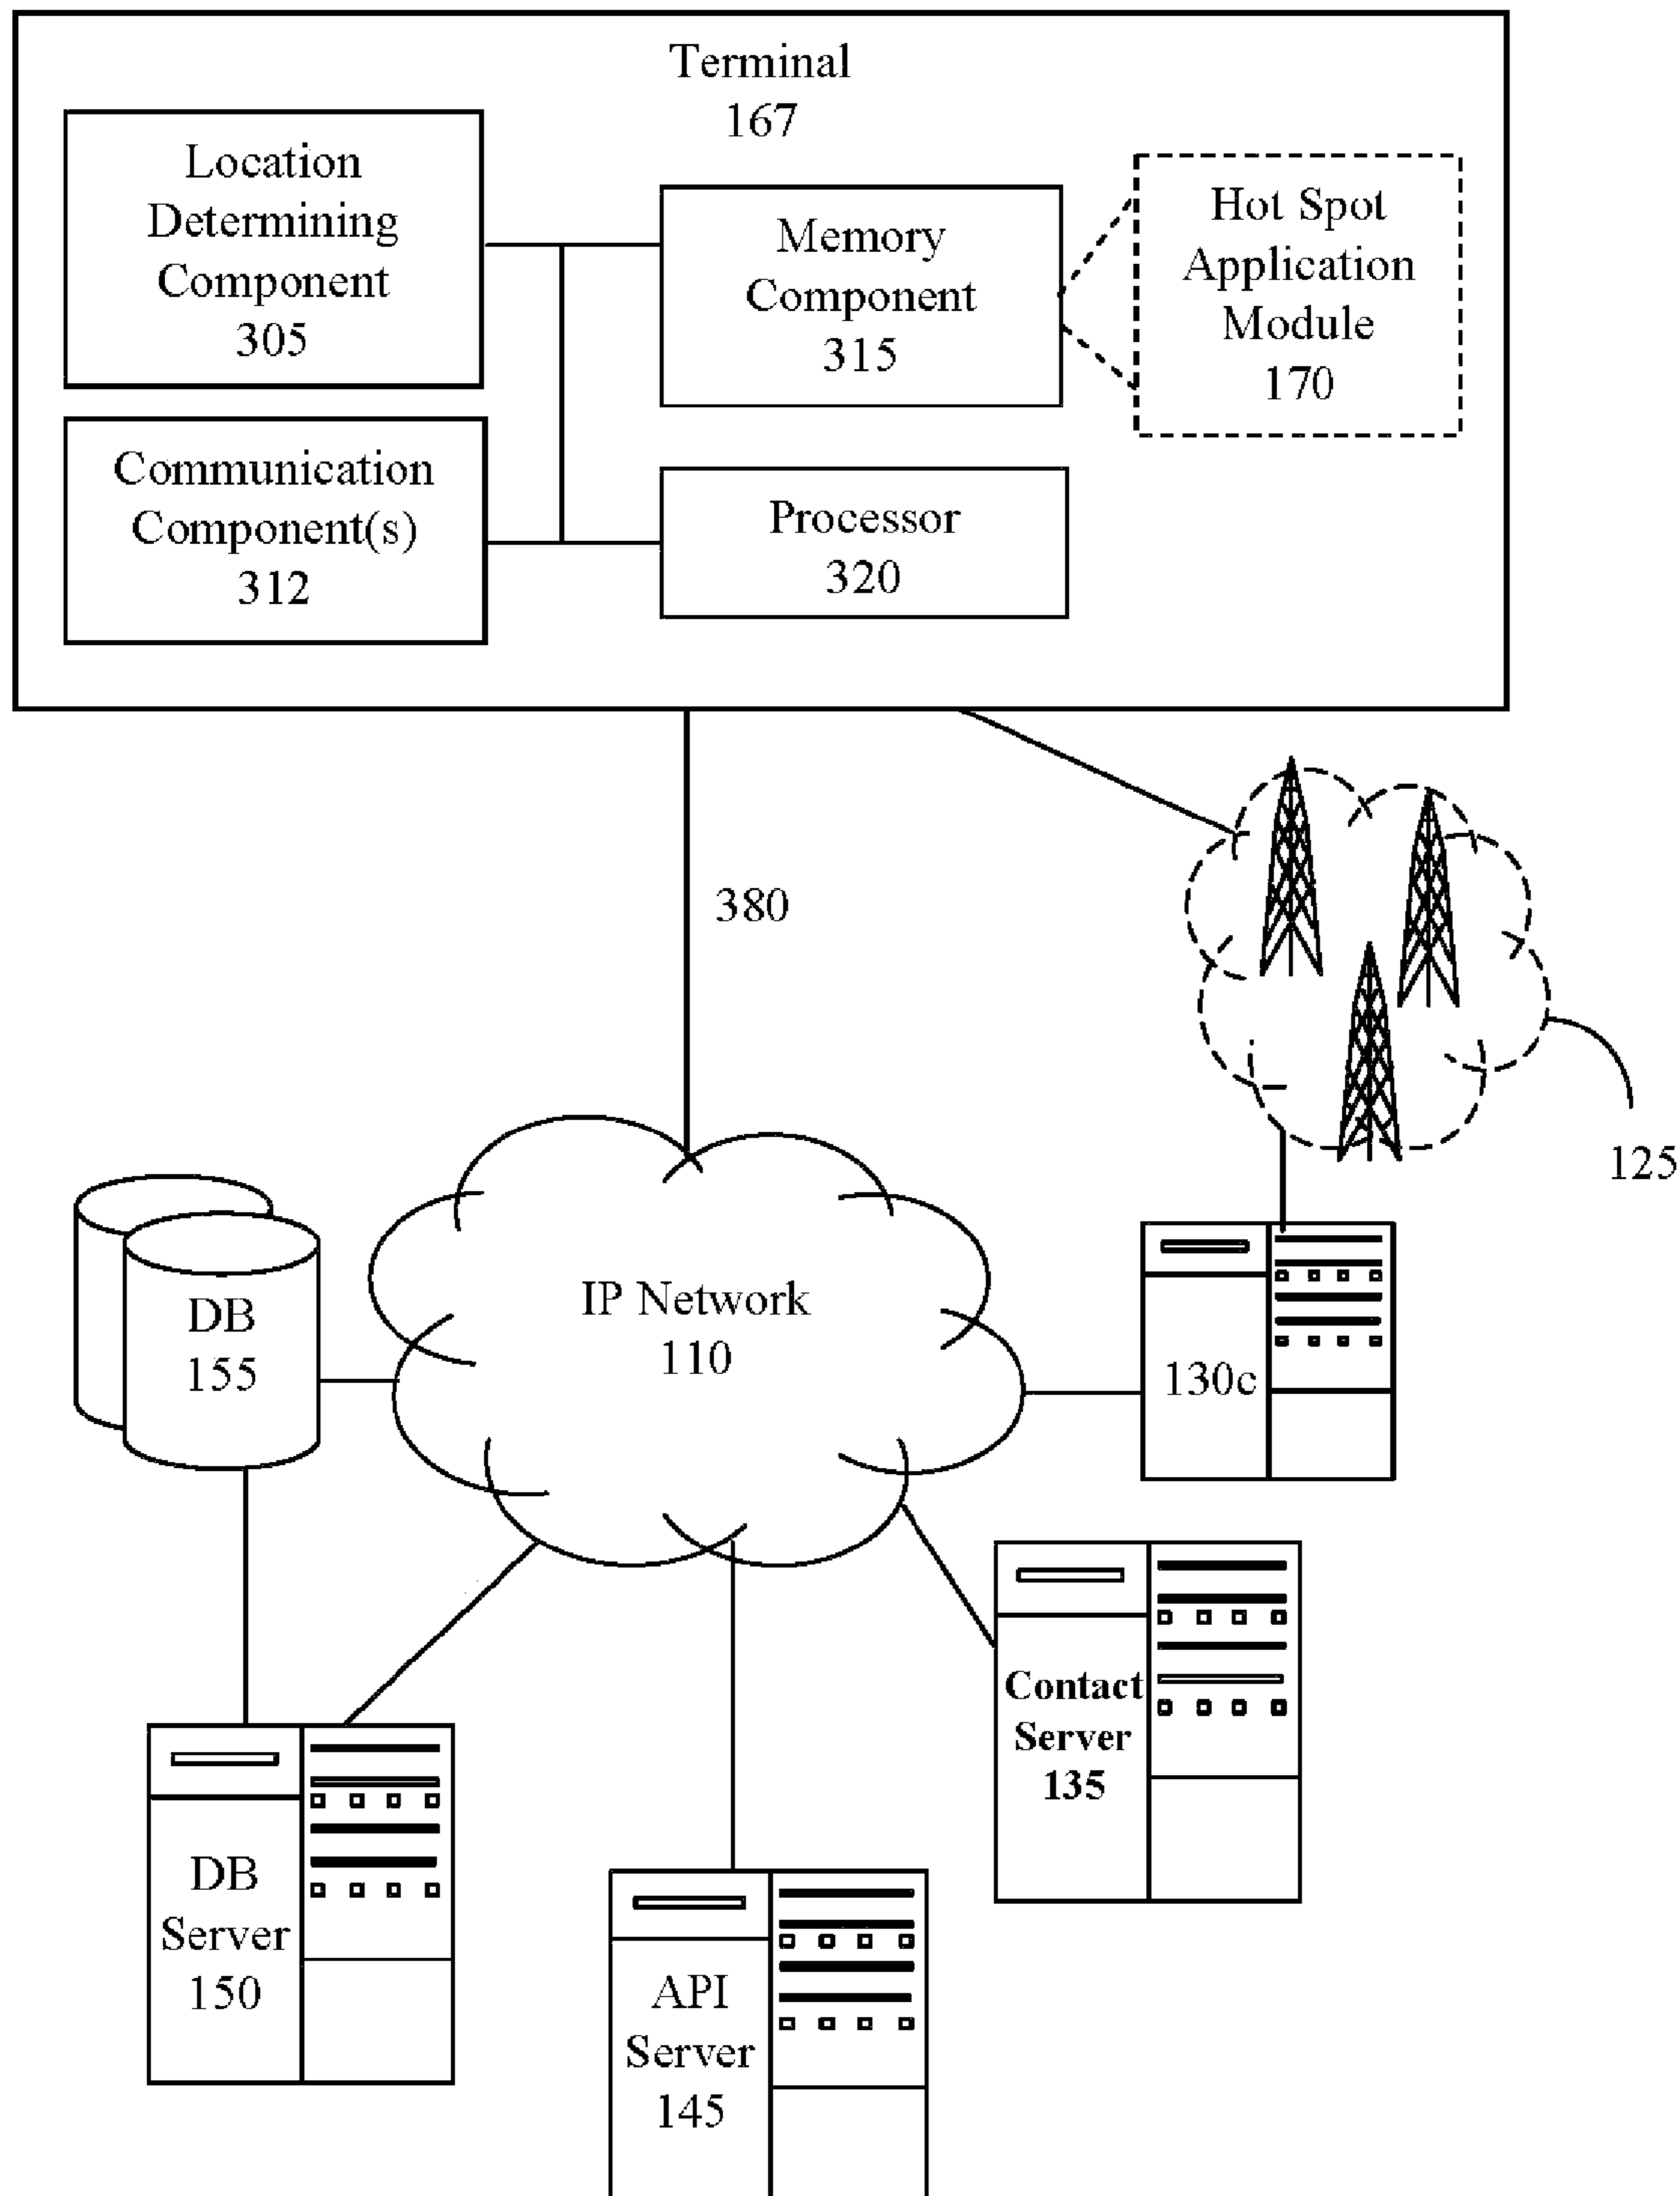 Terminal
167
Location
Determining
Component
305
Memory
Component
315
Hot Spot
Application
Module
170
Communication
Component(s)
312
Processor
320
380
125
DB
155
IP Network
110
130c
Contact
Server
135
DB
Server
150
API
Server
145